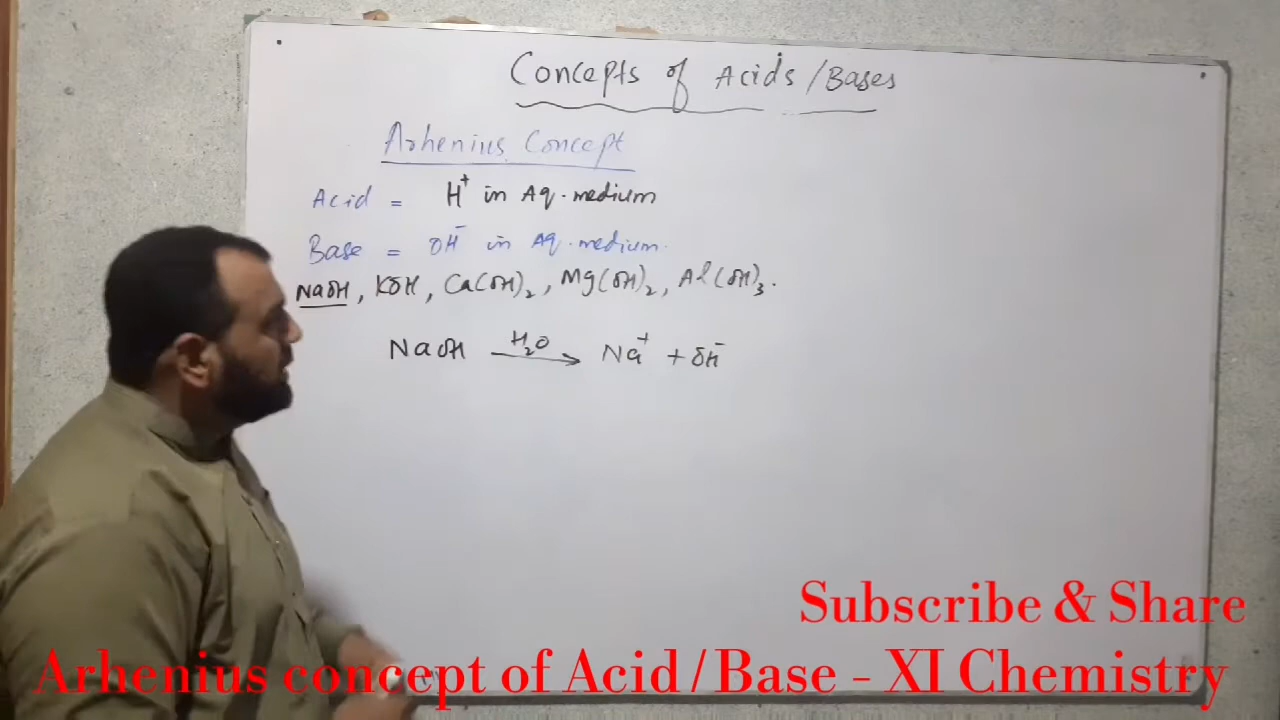 Concepts of Acids/Bases
Arhenius Concept
Acid = H⁺ in Aq. medium
Base = OH⁻ in Aq. medium.
NaOH, KOH, Ca(OH)₂, Mg(OH)₂, Al(OH)₃.
NaOH H₂O → Na⁺ + OH⁻
Subscribe & Share
Arhenius concept of Acid/Base - XI Chemistry